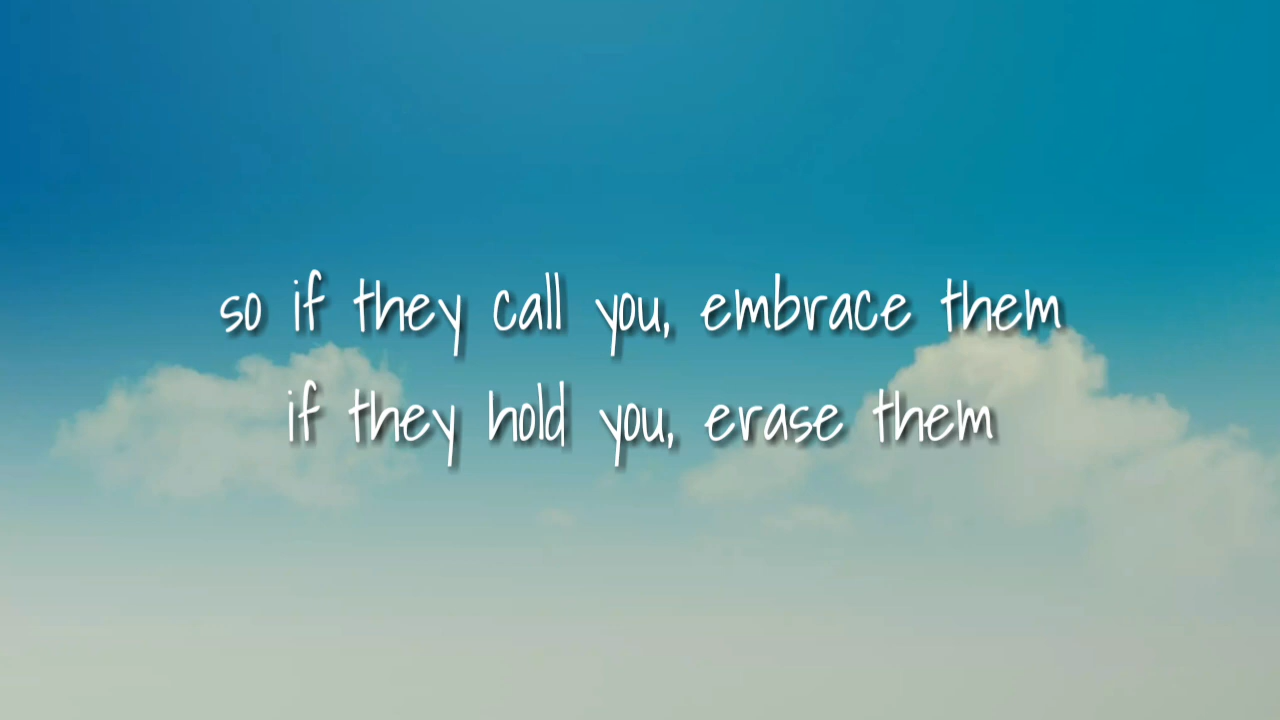 so if they call you, embrace them
if they hold you, erase them